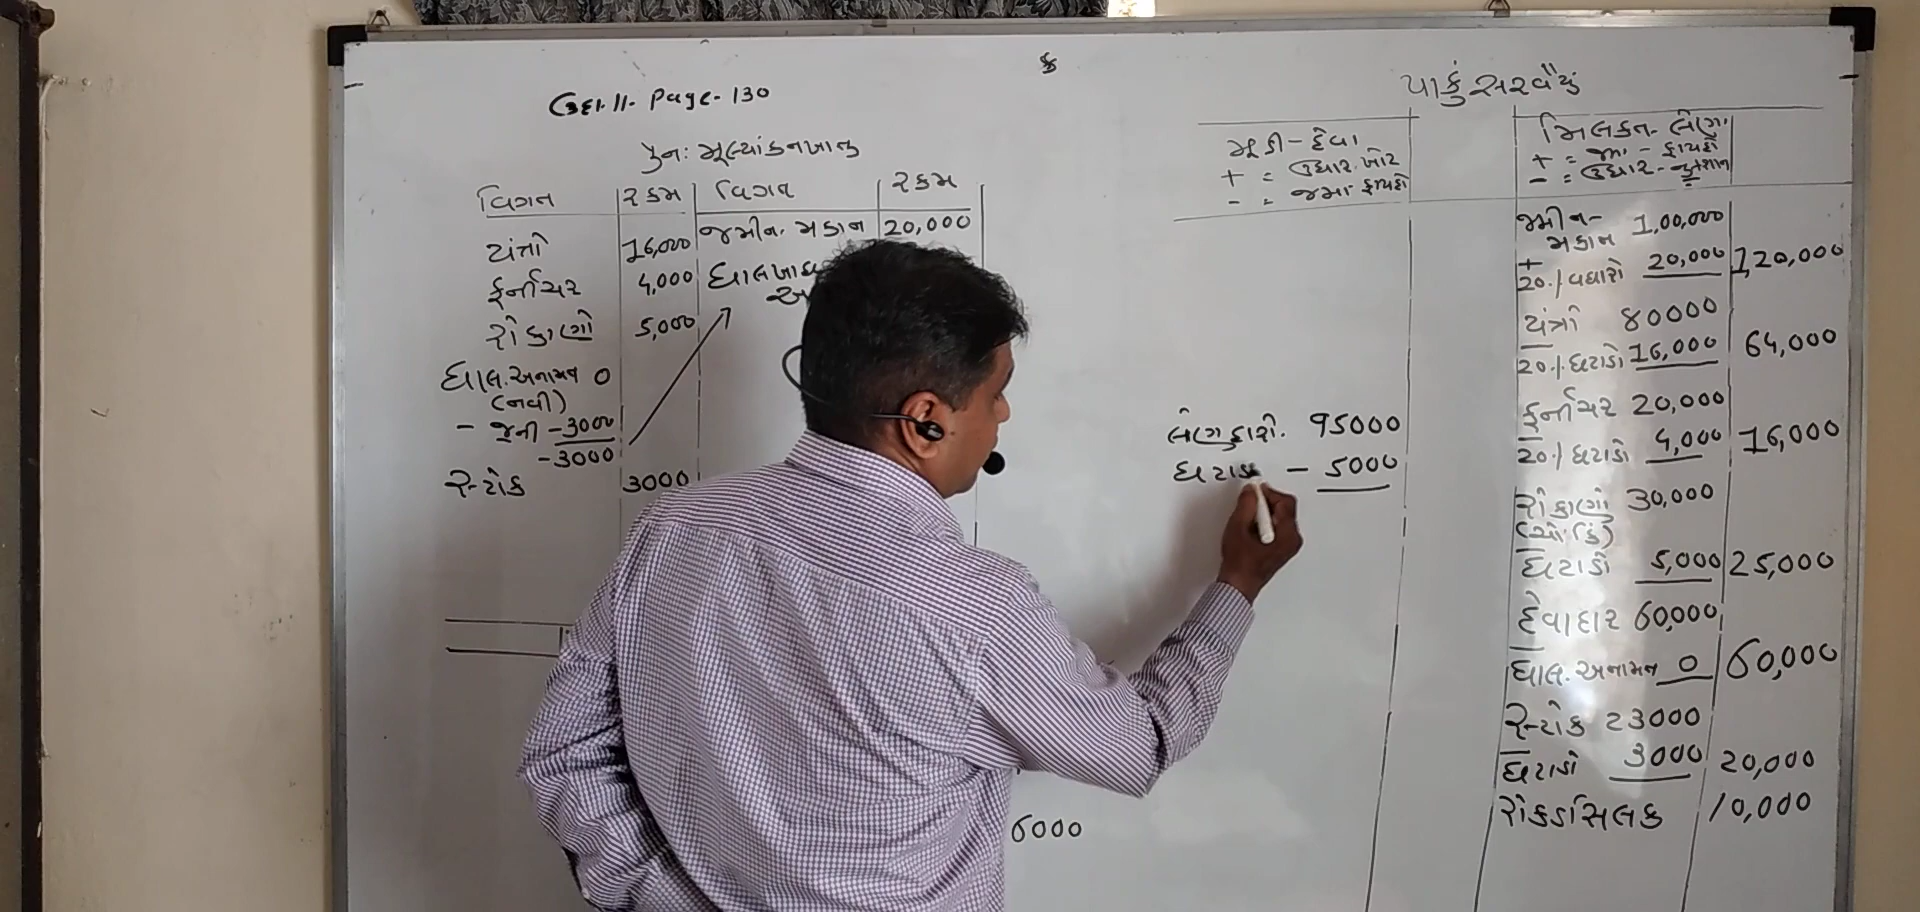 ઉદા.11. Page-130
પુન: મૂલ્યાંકનખાતુ
વિગત રકમ વિગત રકમ
યંત્રો 16,000 જમીન-મકાન 20,000
ફર્નીચર 4,000 ઘાલખાધ
રોકાણો 5,000
ઘાલ.અનામત 0
(નવી)
- જૂની -3000
-3000
સ્ટોક 3000
6000
ક
પાકું સરવૈયું
મૂડી-દેવા
+ = ઉધાર. ખોટ
- = જમા ફાયદો
લેણદારો. 95000
ઘટાડો - 5000
મિલકત-લેણા
+ = જમા - ફાયદો
- = ઉધાર-નુકશાન
જમીન-
મકાન 1,00,000
+
20% વધારો 20,000 1,20,000
યંત્રો 80000
-
20% ઘટાડો 16,000 64,000
ફર્નીચર 20,000
-
20% ઘટાડો 4,000 16,000
રોકાણો 30,000
-
ઘટાડો 5,000 25,000
દેવાદાર 60,000
-
ઘાલ.અનામત 0 60,000
સ્ટોક 23000
-
ઘટાડો 3000 20,000
રોકડસિલક 10,000